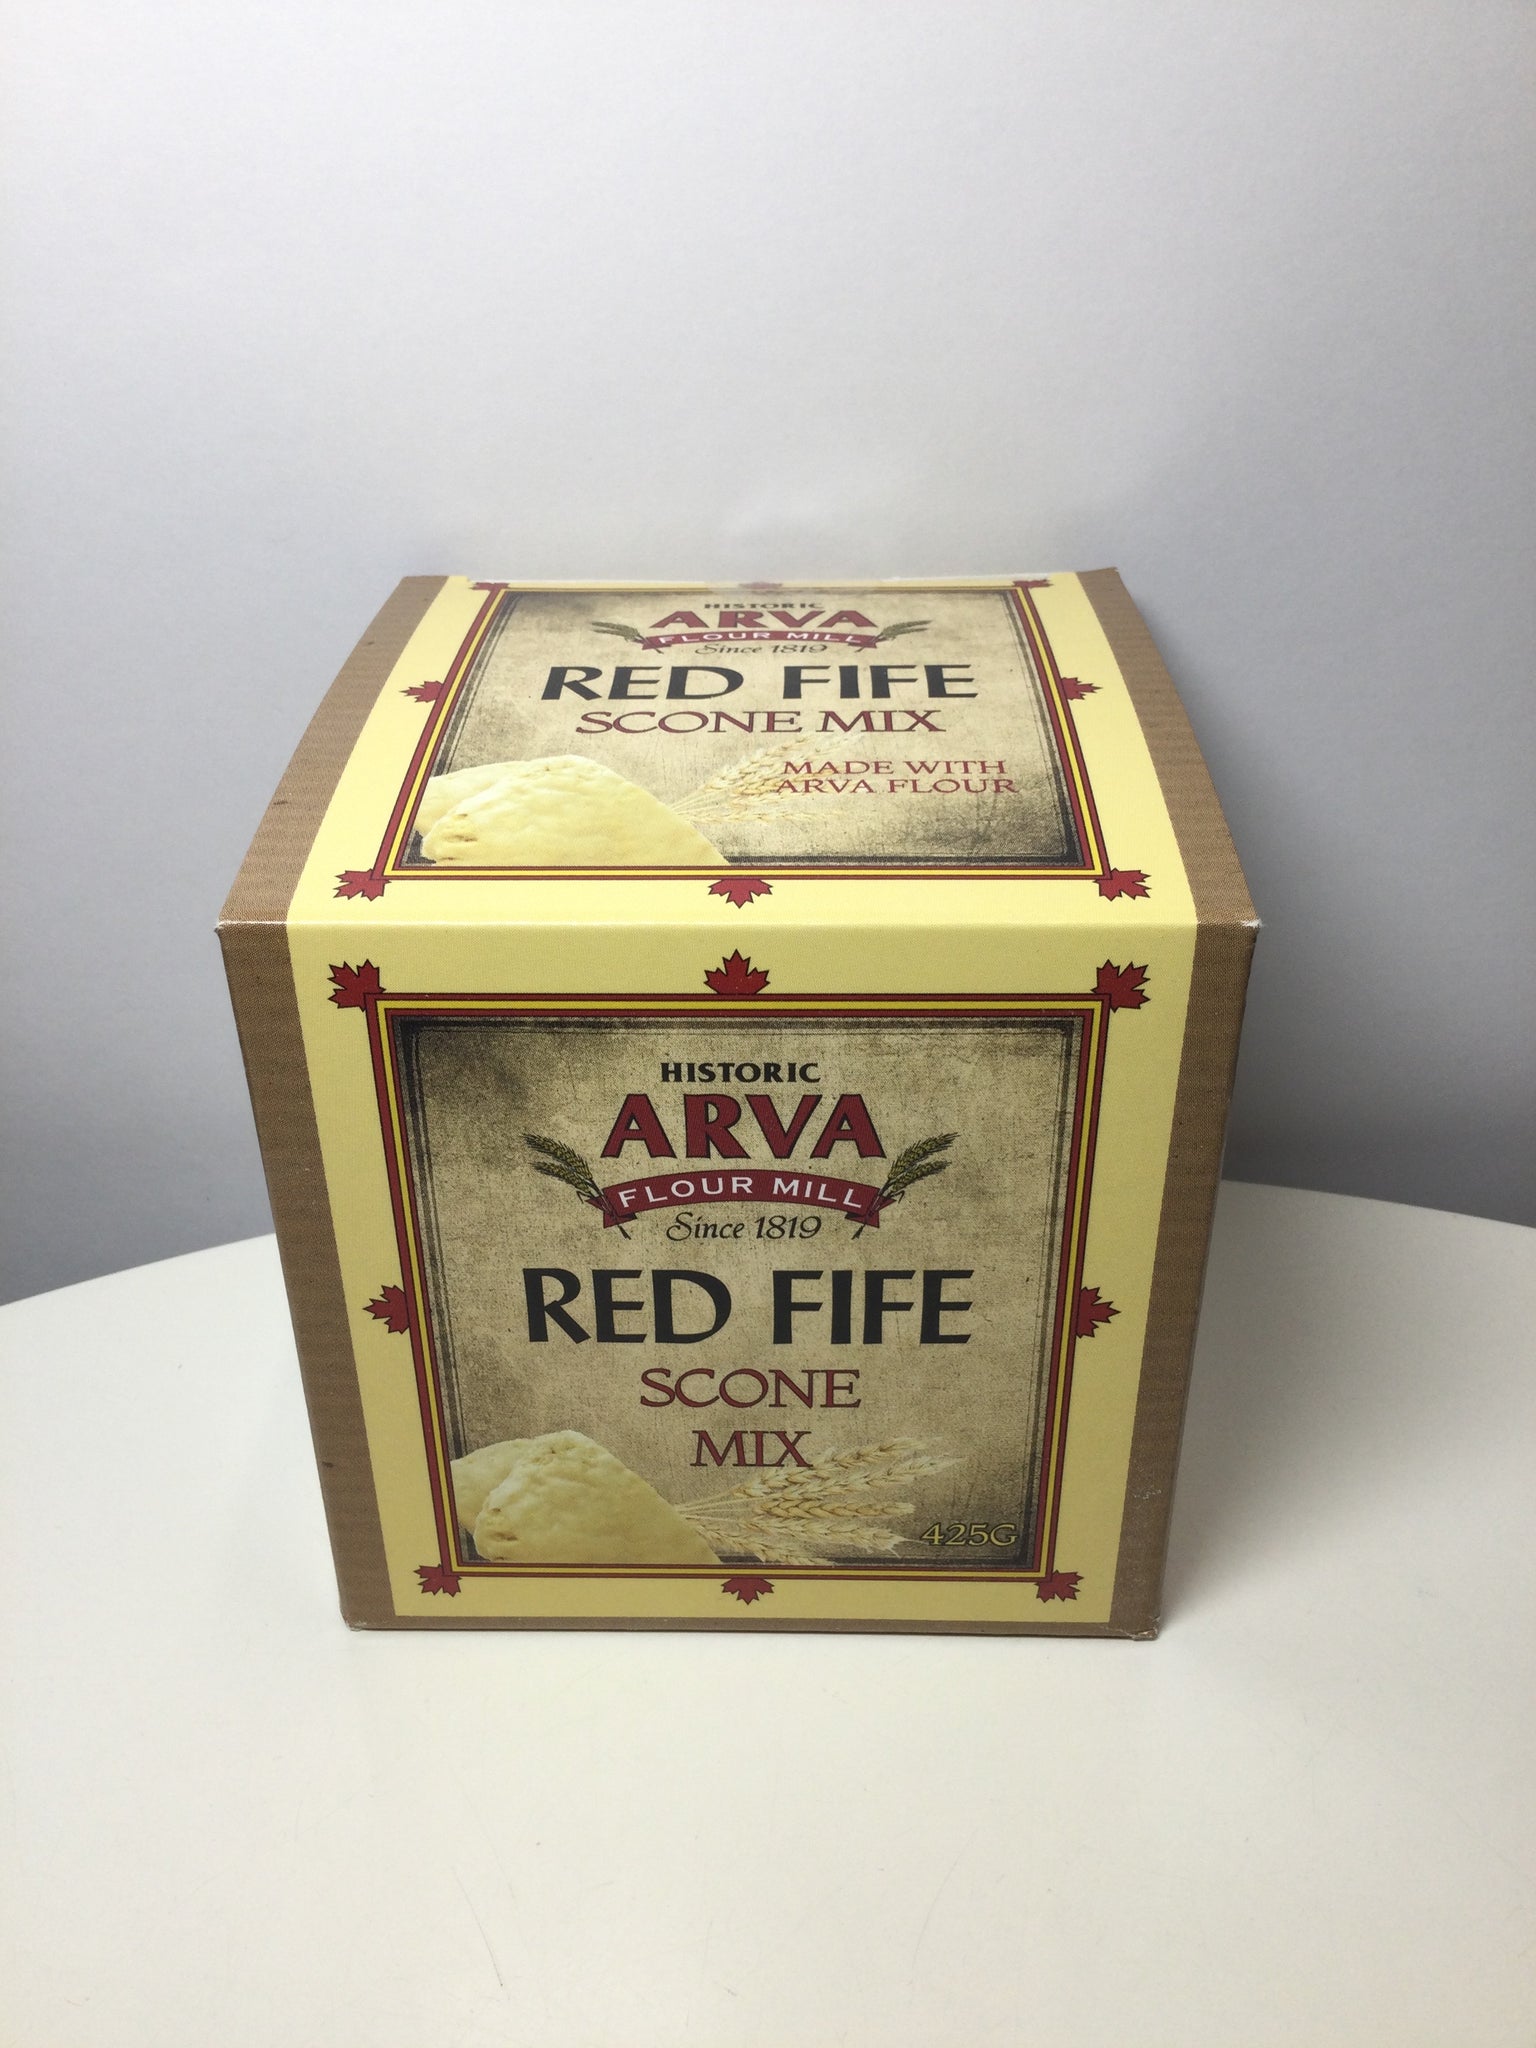 HISTORIC
ARVA
FLOUR MILL
Since 1819
RED FIFE
SCONE MIX
MADE WITH
ARVA FLOUR
HISTORIC
ARVA
FLOUR MILL
Since 1819
RED FIFE
SCONE
MIX
425G